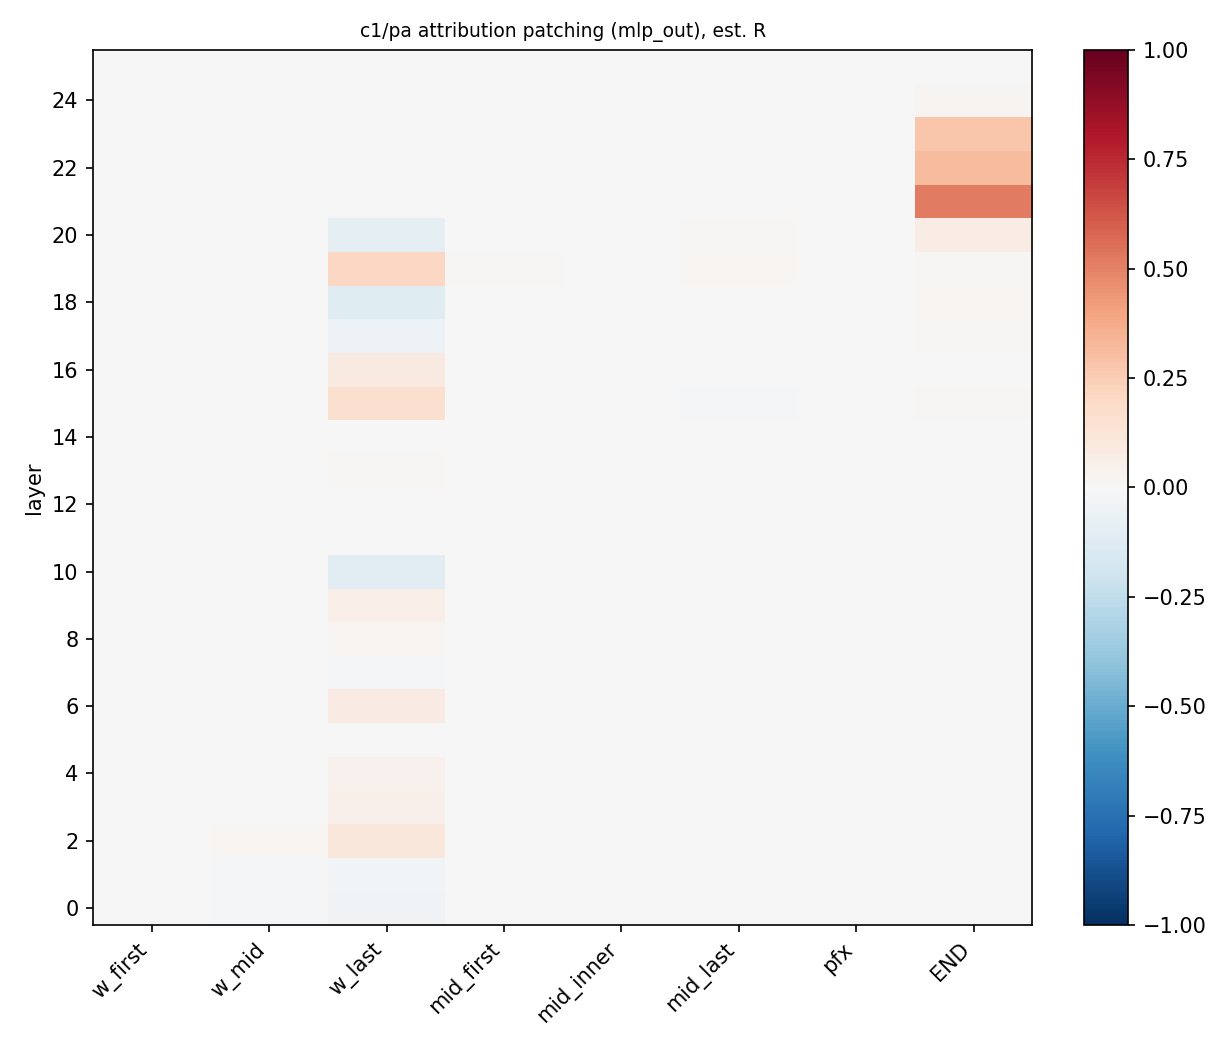 c1/pa attribution patching (mlp_out), est. R
layer
24
22
20
18
16
14
12
10
8
6
4
2
0
w_first
w_mid
w_last
mid_first
mid_inner
mid_last
pfx
END
1.00
0.75
0.50
0.25
0.00
−0.25
−0.50
−0.75
−1.00